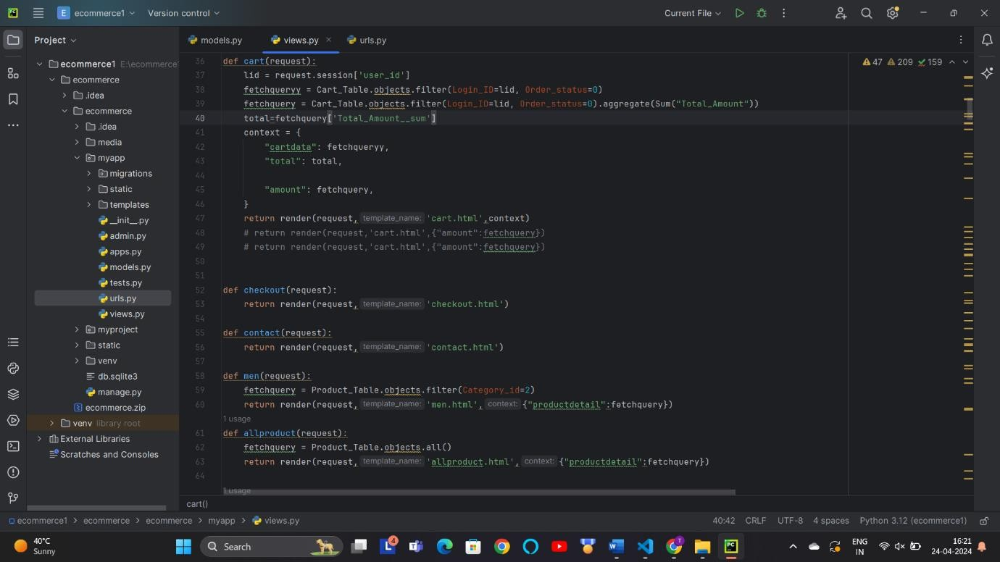 PC
E ecommerce1
Version control
Current File
Project
models.py
views.py
urls.py
ecommerce1 E:\ecommerce
ecommerce
.idea
ecommerce
.idea
media
myapp
migrations
static
templates
__init__.py
admin.py
apps.py
models.py
tests.py
urls.py
views.py
myproject
static
venv
db.sqlite3
manage.py
ecommerce.zip
venv library root
External Libraries
Scratches and Consoles
47 209 159
36 def cart(request):
37 lid = request.session['user_id']
38 fetchqueryy = Cart_Table.objects.filter(Login_ID=lid, Order_status=0)
39 fetchquery = Cart_Table.objects.filter(Login_ID=lid, Order_status=0).aggregate(Sum("Total_Amount"))
40 total=fetchquery['Total_Amount__sum']
41 context = {
42 "cartdata": fetchqueryy,
43 "total": total,
44
45 "amount": fetchquery,
46 }
47 return render(request, template_name: 'cart.html',context)
48 # return render(request,'cart.html',{"amount":fetchquery})
49 # return render(request,'cart.html',{"amount":fetchquery})
50
51
52 def checkout(request):
53 return render(request, template_name: 'checkout.html')
54
55 def contact(request):
56 return render(request, template_name: 'contact.html')
57
58 def men(request):
59 fetchquery = Product_Table.objects.filter(Category_id=2)
60 return render(request, template_name: 'men.html', context: {"productdetail":fetchquery})
1 usage
61 def allproduct(request):
62 fetchquery = Product_Table.objects.all()
63 return render(request, template_name: 'allproduct.html', context: {"productdetail":fetchquery})
64
1 usage
cart()
ecommerce1 > ecommerce > ecommerce > myapp > views.py
40:42 CRLF UTF-8 4 spaces Python 3.12 (ecommerce1)
40°C
Sunny
Search
L 4
T
W
T
PC
ENG
IN
16:21
24-04-2024